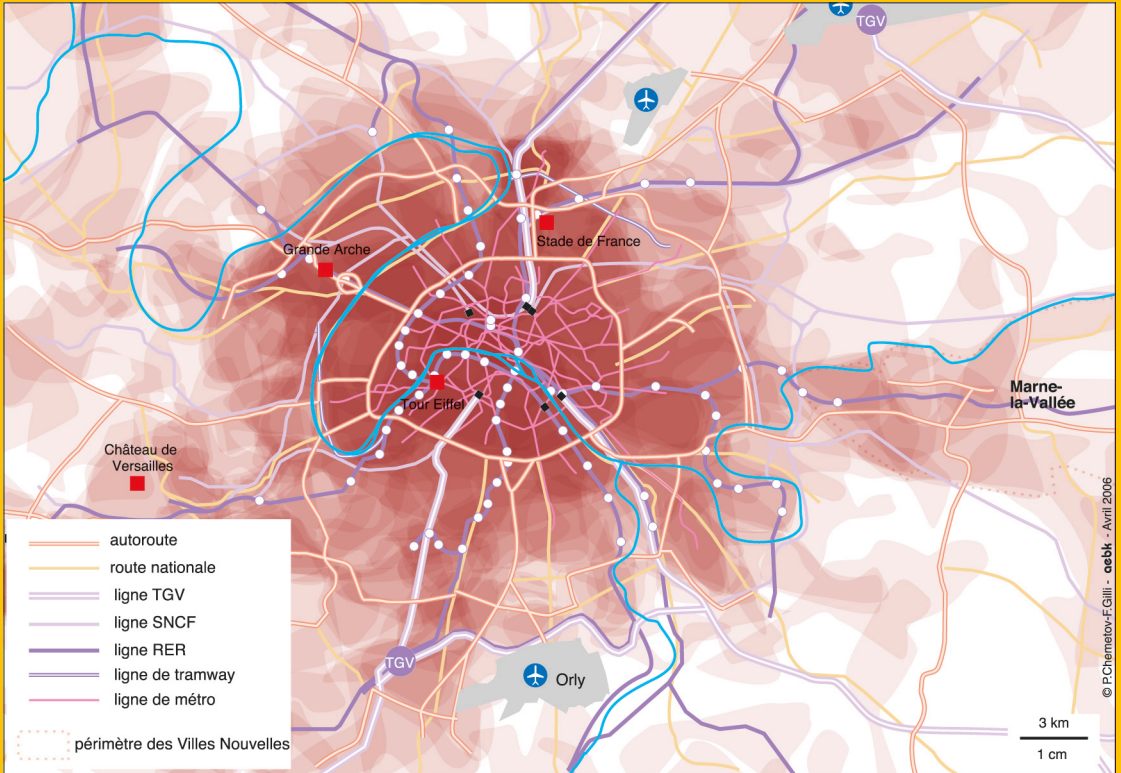 TGV
Grande Arche
Stade de France
Tour Eiffel
Marne-
la-Vallée
Château de
Versailles
autoroute
route nationale
ligne TGV
ligne SNCF
ligne RER
ligne de tramway
ligne de métro
périmètre des Villes Nouvelles
TGV
Orly
3 km
1 cm
© P.Chemetov-F.Gilli - aebk - Avril 2006